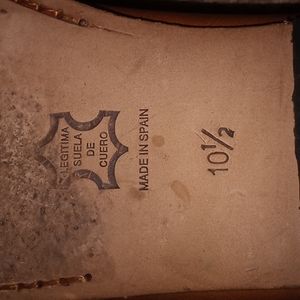 LEGITIMA
SUELA
DE
CUERO
MADE IN SPAIN
10½